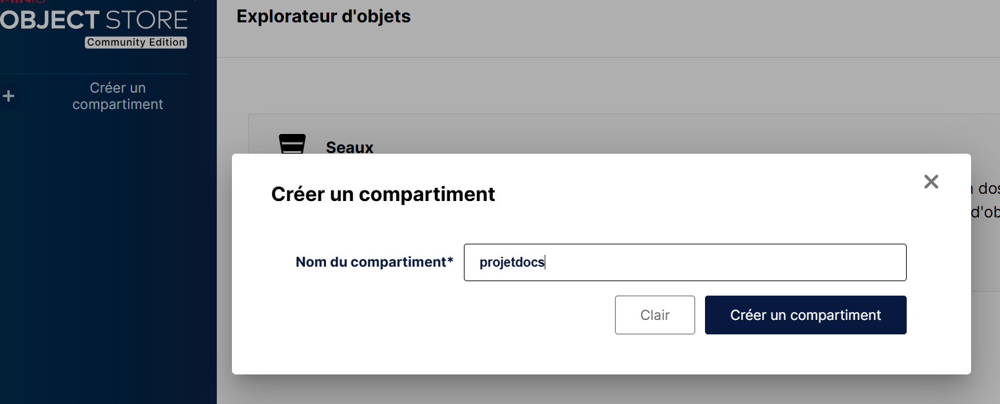 OBJECT STORE
Community Edition
Créer un
compartiment
Explorateur d'objets
Seaux
Créer un compartiment
Nom du compartiment*
projetdocs
Clair
Créer un compartiment
d'ob